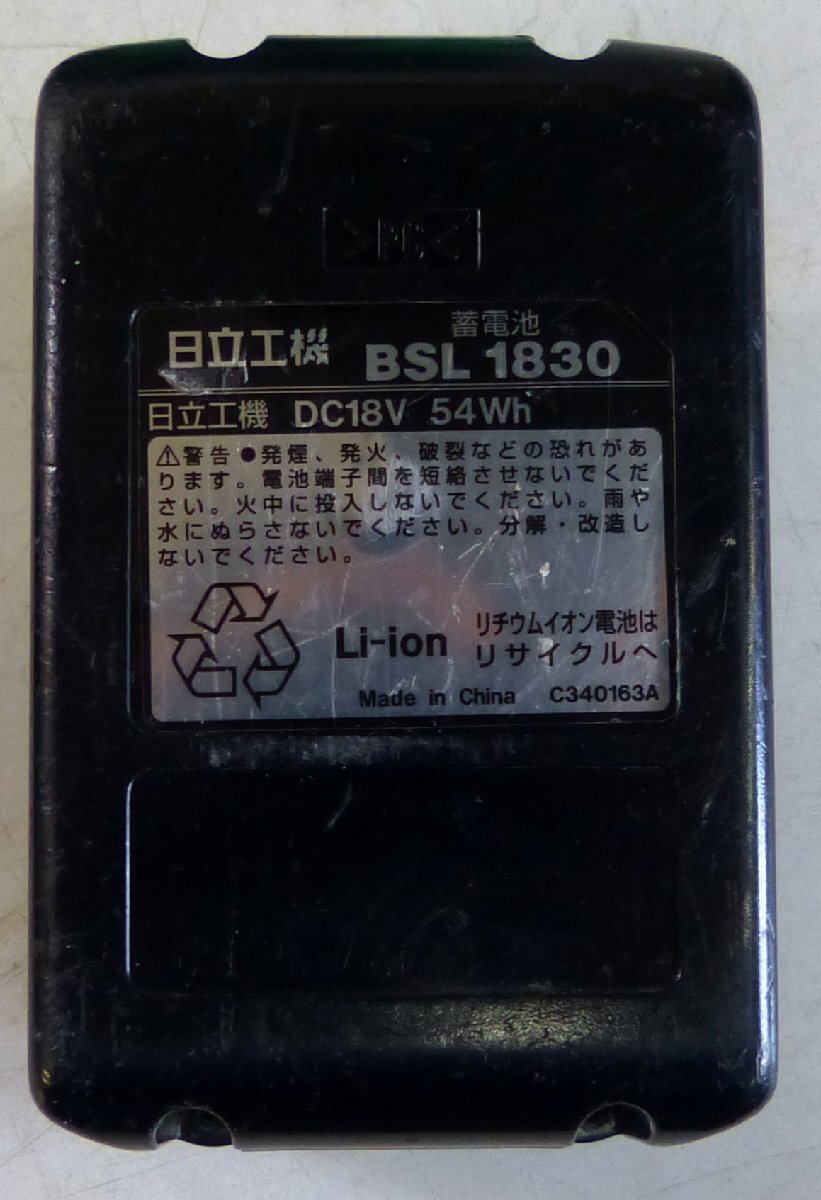 >PC<
蓄電池
日立工機 BSL 1830
日立工機 DC18V 54Wh
⚠警告 ●発煙、発火、破裂などの恐れがあ
ります。電池端子間を短絡させないでくだ
さい。火中に投入しないでください。雨や
水にぬらさないでください。分解・改造し
ないでください。
Li-ion
リチウムイオン電池は
リサイクルへ
Made in China C340163A